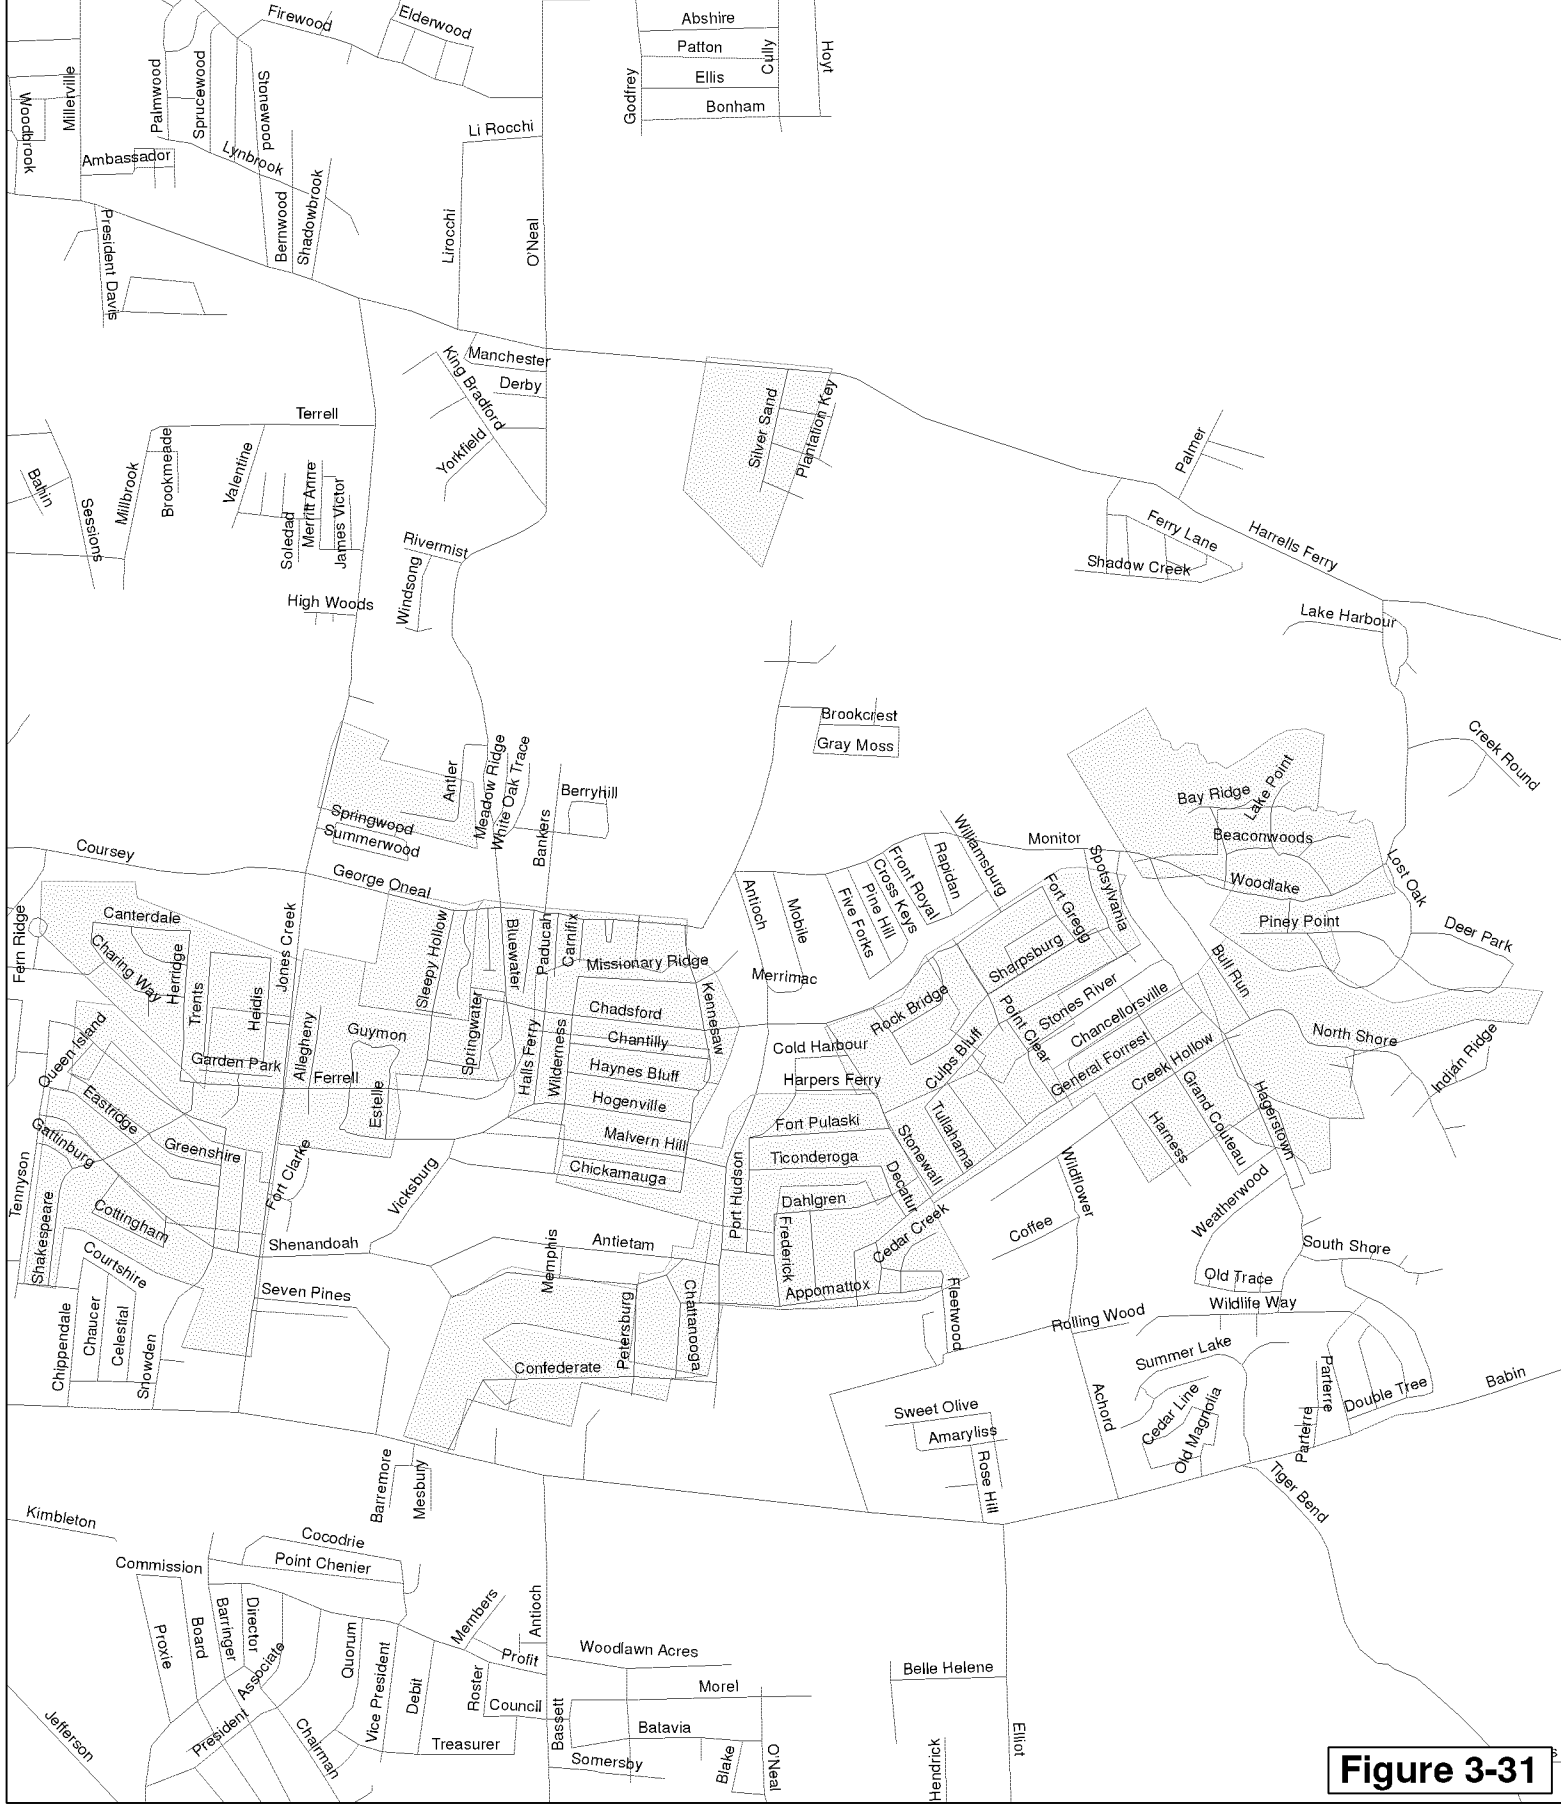 Firewood
Elderwood
Abshire
Patton
Cully
Hoyt
Ellis
Godfrey
Bonham
Woodbrook
Millerville
Palmwood
Sprucewood
Stonewood
Li Rocchi
Ambassador
Lynbrook
Bernwood
Shadowbrook
Lirocchi
O'Neal
President Davis
Manchester
King Bradford
Derby
Terrell
Yorkfield
Silver Sand
Plantation Key
Palmer
Bahin
Sessions
Millbrook
Brookmeade
Valentine
Soledad
Merritt Anne
James Victor
Rivermist
Windsong
High Woods
Ferry Lane
Harrells Ferry
Shadow Creek
Lake Harbour
Brookcrest
Gray Moss
Creek Round
Antler
Meadow Ridge
White Oak Trace
Berryhill
Bankers
Bay Ridge
Lake Point
Springwood
Summerwood
Beaconwoods
Coursey
George Oneal
Williamsburg
Monitor
Spotsylvania
Woodlake
Lost Oak
Antioch
Mobile
Five Forks
Pine Hill
Cross Keys
Front Royal
Rapidan
Fort Gregg
Fern Ridge
Canterdale
Charing Way
Herridge
Trents
Heidis
Jones Creek
Sleepy Hollow
Bluewater
Paducah
Carnifix
Missionary Ridge
Merrimac
Sharpsburg
Piney Point
Deer Park
Bull Run
Springwater
Halls Ferry
Wilderness
Chadsford
Kennesaw
Rock Bridge
Point Clear
Stones River
Chancellorsville
Queen Island
Garden Park
Allegheny
Guymon
Ferrell
Estelle
Chantilly
Haynes Bluff
Hogenville
Malvern Hill
Chickamauga
Cold Harbour
Harpers Ferry
Culps Bluff
General Forrest
Creek Hollow
North Shore
Indian Ridge
Eastridge
Greenshire
Fort Pulaski
Ticonderoga
Tullahama
Stonewall
Grand Couteau
Hagerstown
Harness
Tennyson
Shakespeare
Cottingham
Courtshire
Fort Clarke
Vicksburg
Port Hudson
Dahlgren
Decatur
Frederick
Cedar Creek
Wildflower
Weatherwood
Coffee
Shenandoah
Antietam
Memphis
South Shore
Seven Pines
Appomattox
Old Trace
Wildlife Way
Chippendale
Chaucer
Celestial
Snowden
Petersburg
Chattanooga
Confederate
Fleetwood
Rolling Wood
Summer Lake
Achord
Cedar Line
Old Magnolia
Parterre
Parterre
Double Tree
Babin
Sweet Olive
Amaryliss
Rose Hill
Tiger Bend
Barremore
Mesbury
Kimbleton
Cocodrie
Point Chenier
Commission
Proxie
Board
Barringer
Director
Associate
Quorum
Vice President
Debit
Members
Antioch
Profit
Roster
Council
Woodlawn Acres
Morel
Bassett
Batavia
Somersby
Blake
O'Neal
Belle Helene
Hendrick
Elliot
Jefferson
President
Chairman
Treasurer
Figure 3-31